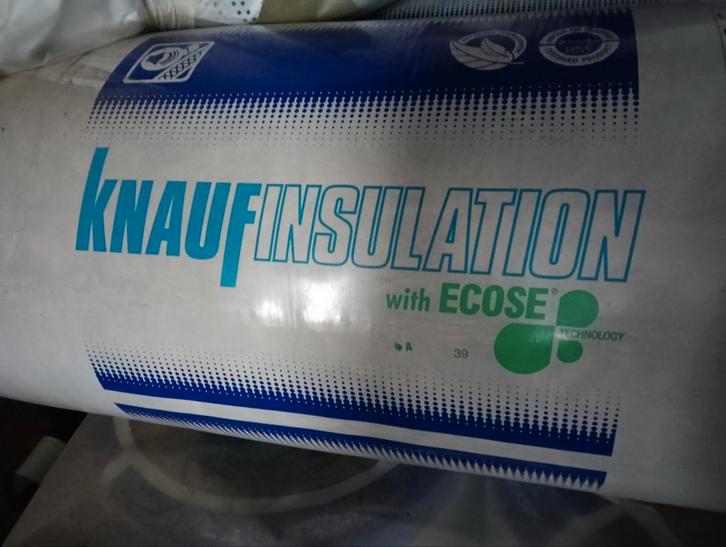 KNAUFINSULATION
with ECOSE®
TECHNOLOGY
A 39